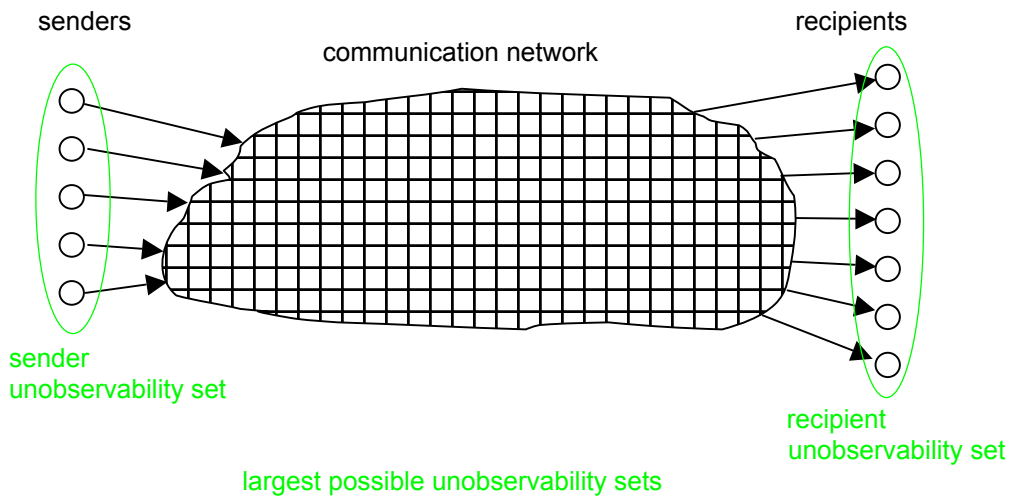 senders
recipients
communication network
sender
unobservability set
recipient
unobservability set
largest possible unobservability sets